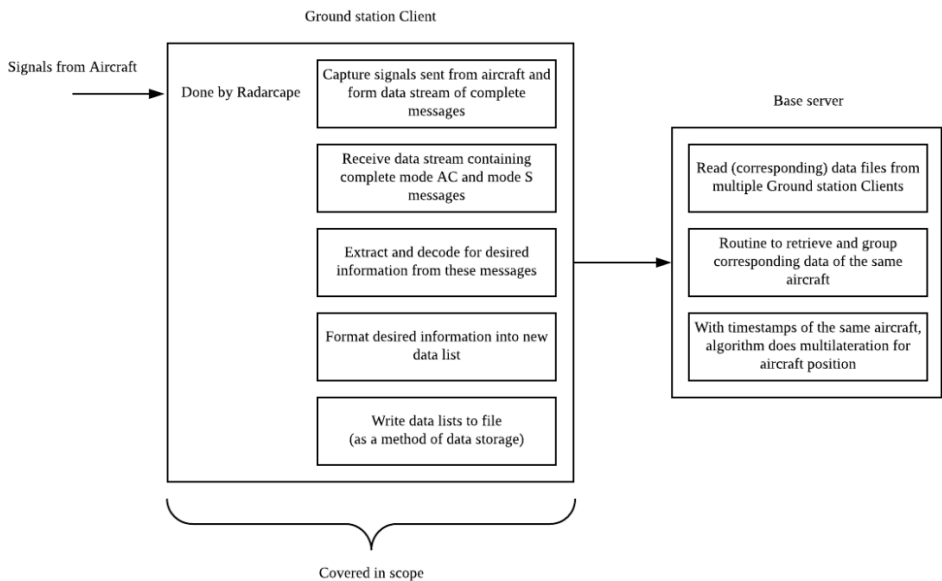 Ground station Client
Signals from Aircraft
Done by Radarcape
Capture signals sent from aircraft and
form data stream of complete
messages
Receive data stream containing
complete mode AC and mode S
messages
Extract and decode for desired
information from these messages
Format desired information into new
data list
Write data lists to file
(as a method of data storage)
Covered in scope
Base server
Read (corresponding) data files from
multiple Ground station Clients
Routine to retrieve and group
corresponding data of the same
aircraft
With timestamps of the same aircraft,
algorithm does multilateration for
aircraft position